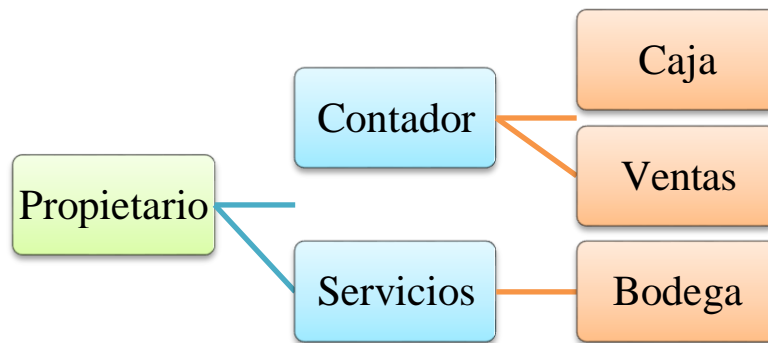 Propietario
Contador
Servicios
Caja
Ventas
Bodega